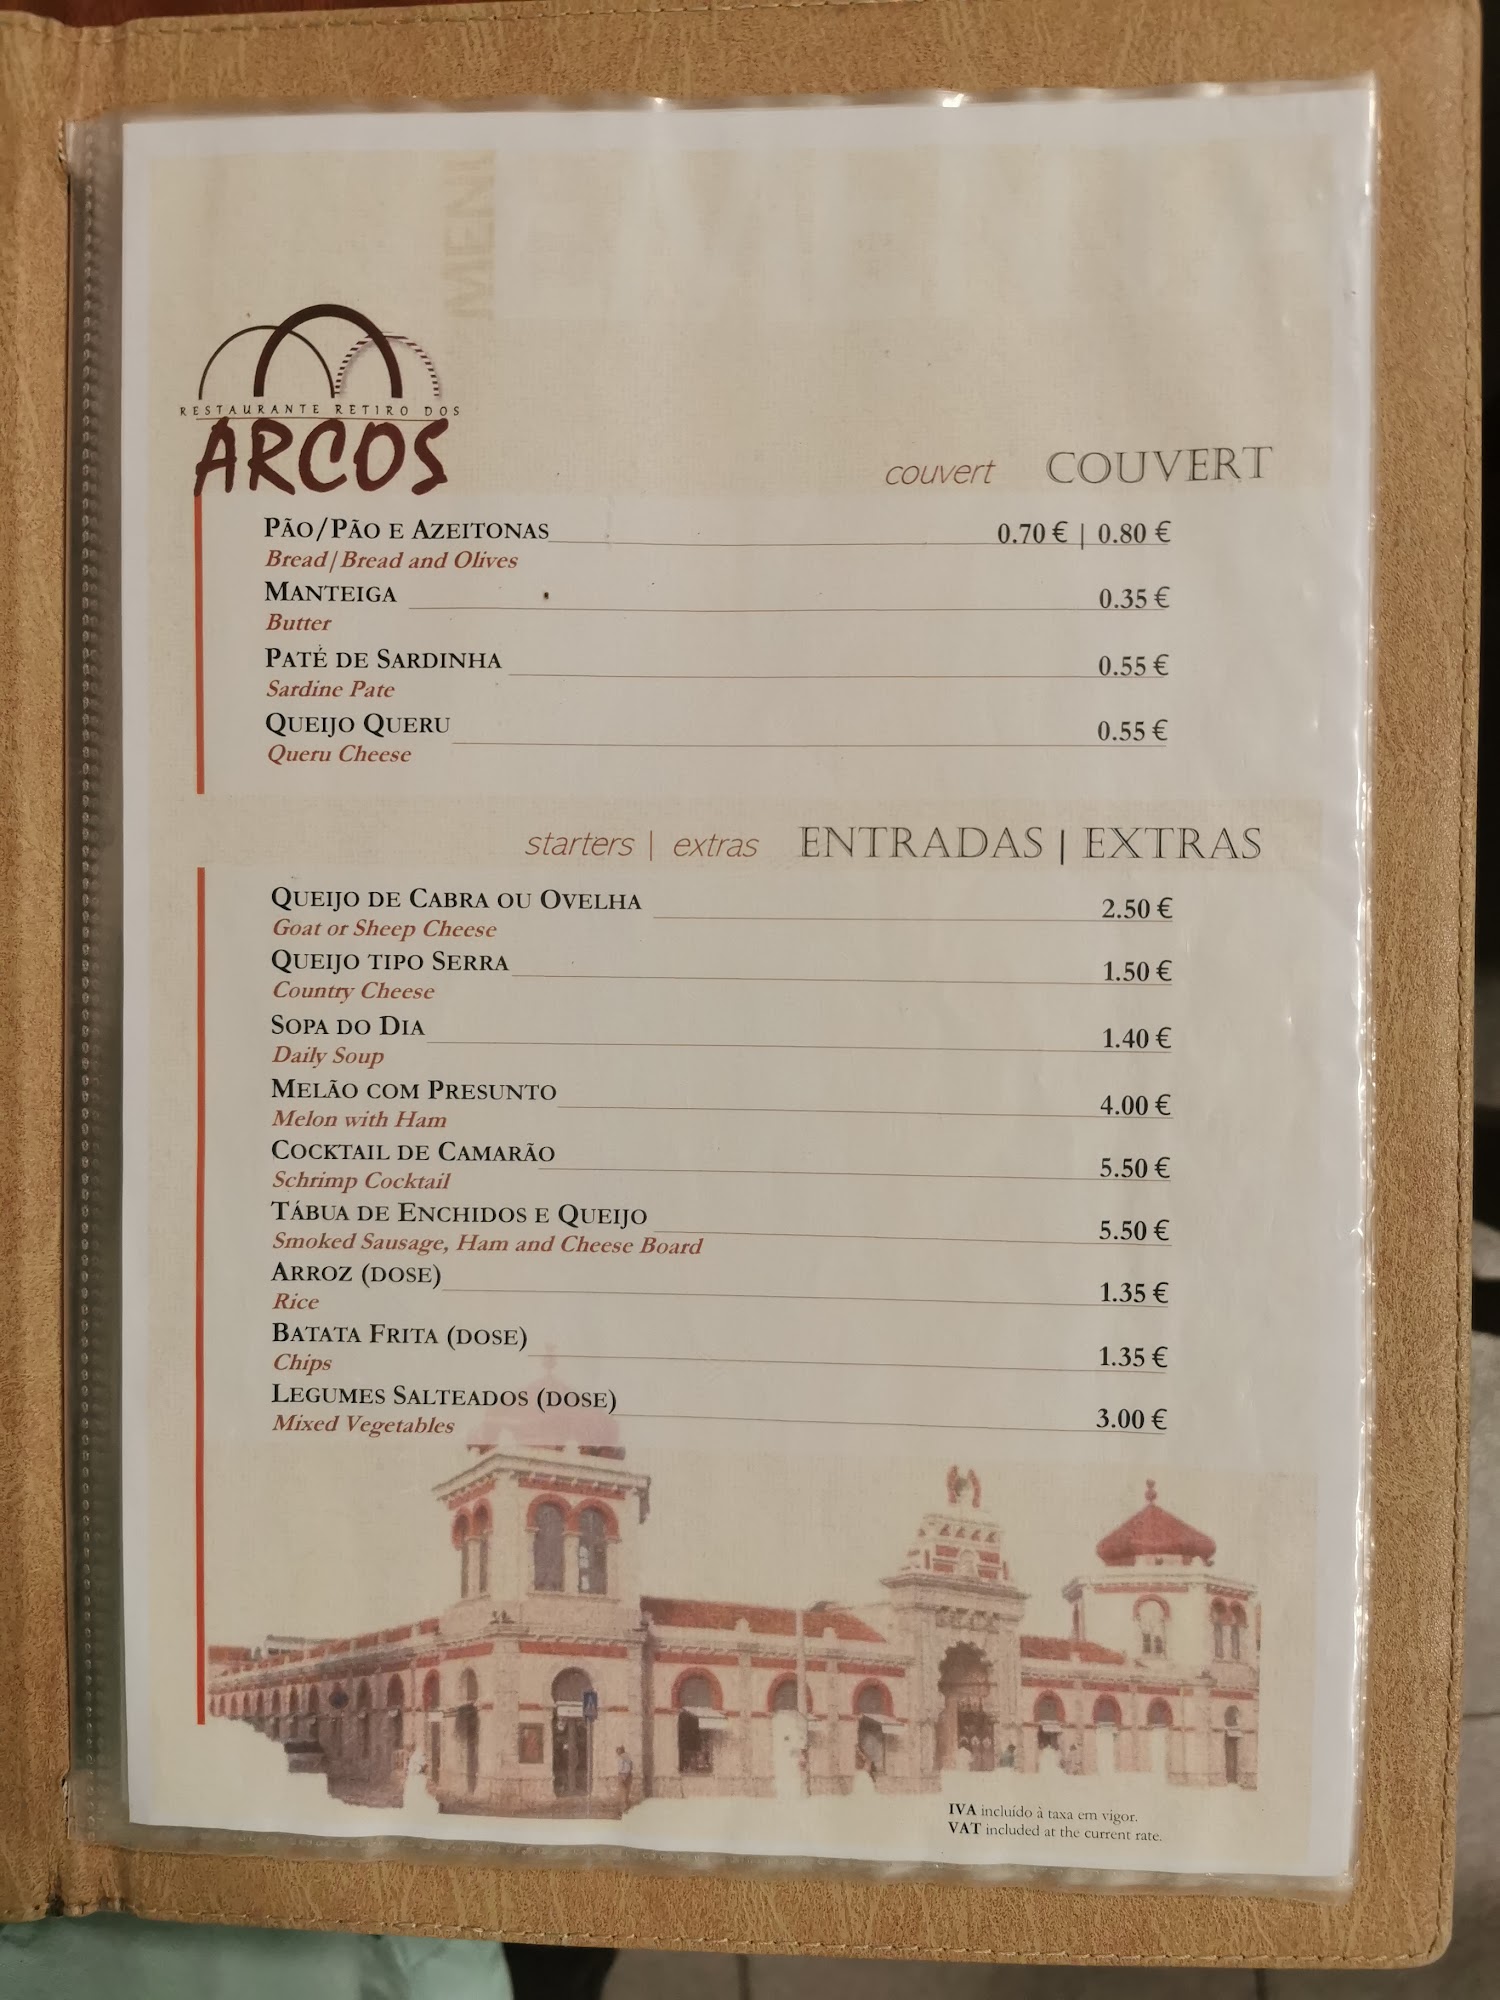 MENU
RESTAURANTE RETIRO DOS
ARCOS
couvert COUVERT
PÃO/PÃO E AZEITONAS 0.70 € | 0.80 €
Bread/Bread and Olives
MANTEIGA 0.35 €
Butter
PATÉ DE SARDINHA 0.55 €
Sardine Pate
QUEIJO QUERU 0.55 €
Queru Cheese
starters | extras ENTRADAS | EXTRAS
QUEIJO DE CABRA OU OVELHA 2.50 €
Goat or Sheep Cheese
QUEIJO TIPO SERRA 1.50 €
Country Cheese
SOPA DO DIA 1.40 €
Daily Soup
MELÃO COM PRESUNTO 4.00 €
Melon with Ham
COCKTAIL DE CAMARÃO 5.50 €
Schrimp Cocktail
TÁBUA DE ENCHIDOS E QUEIJO 5.50 €
Smoked Sausage, Ham and Cheese Board
ARROZ (DOSE) 1.35 €
Rice
BATATA FRITA (DOSE) 1.35 €
Chips
LEGUMES SALTEADOS (DOSE) 3.00 €
Mixed Vegetables
IVA incluído à taxa em vigor.
VAT included at the current rate.